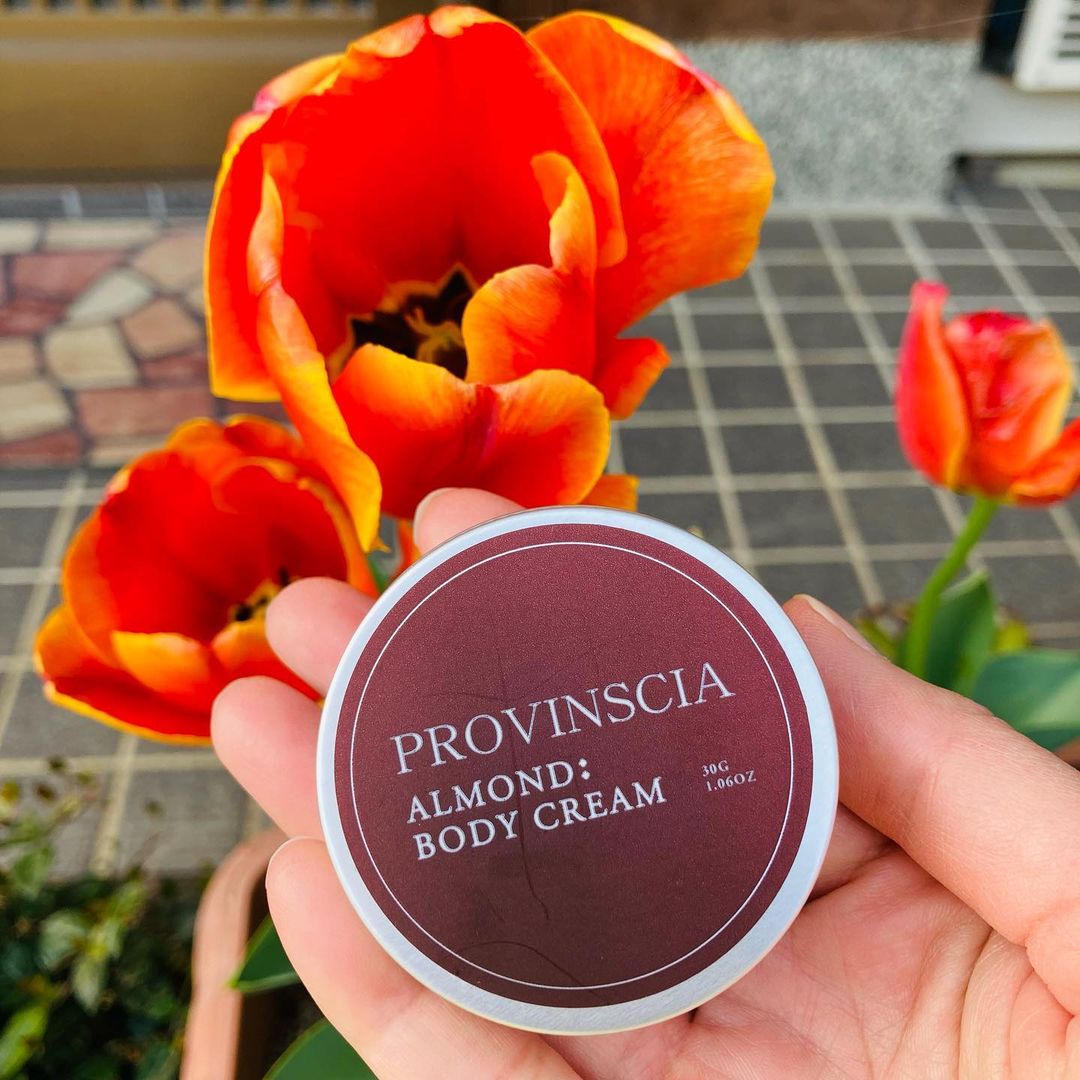 PROVINSCIA
ALMOND:
BODY CREAM
30G
1.06OZ